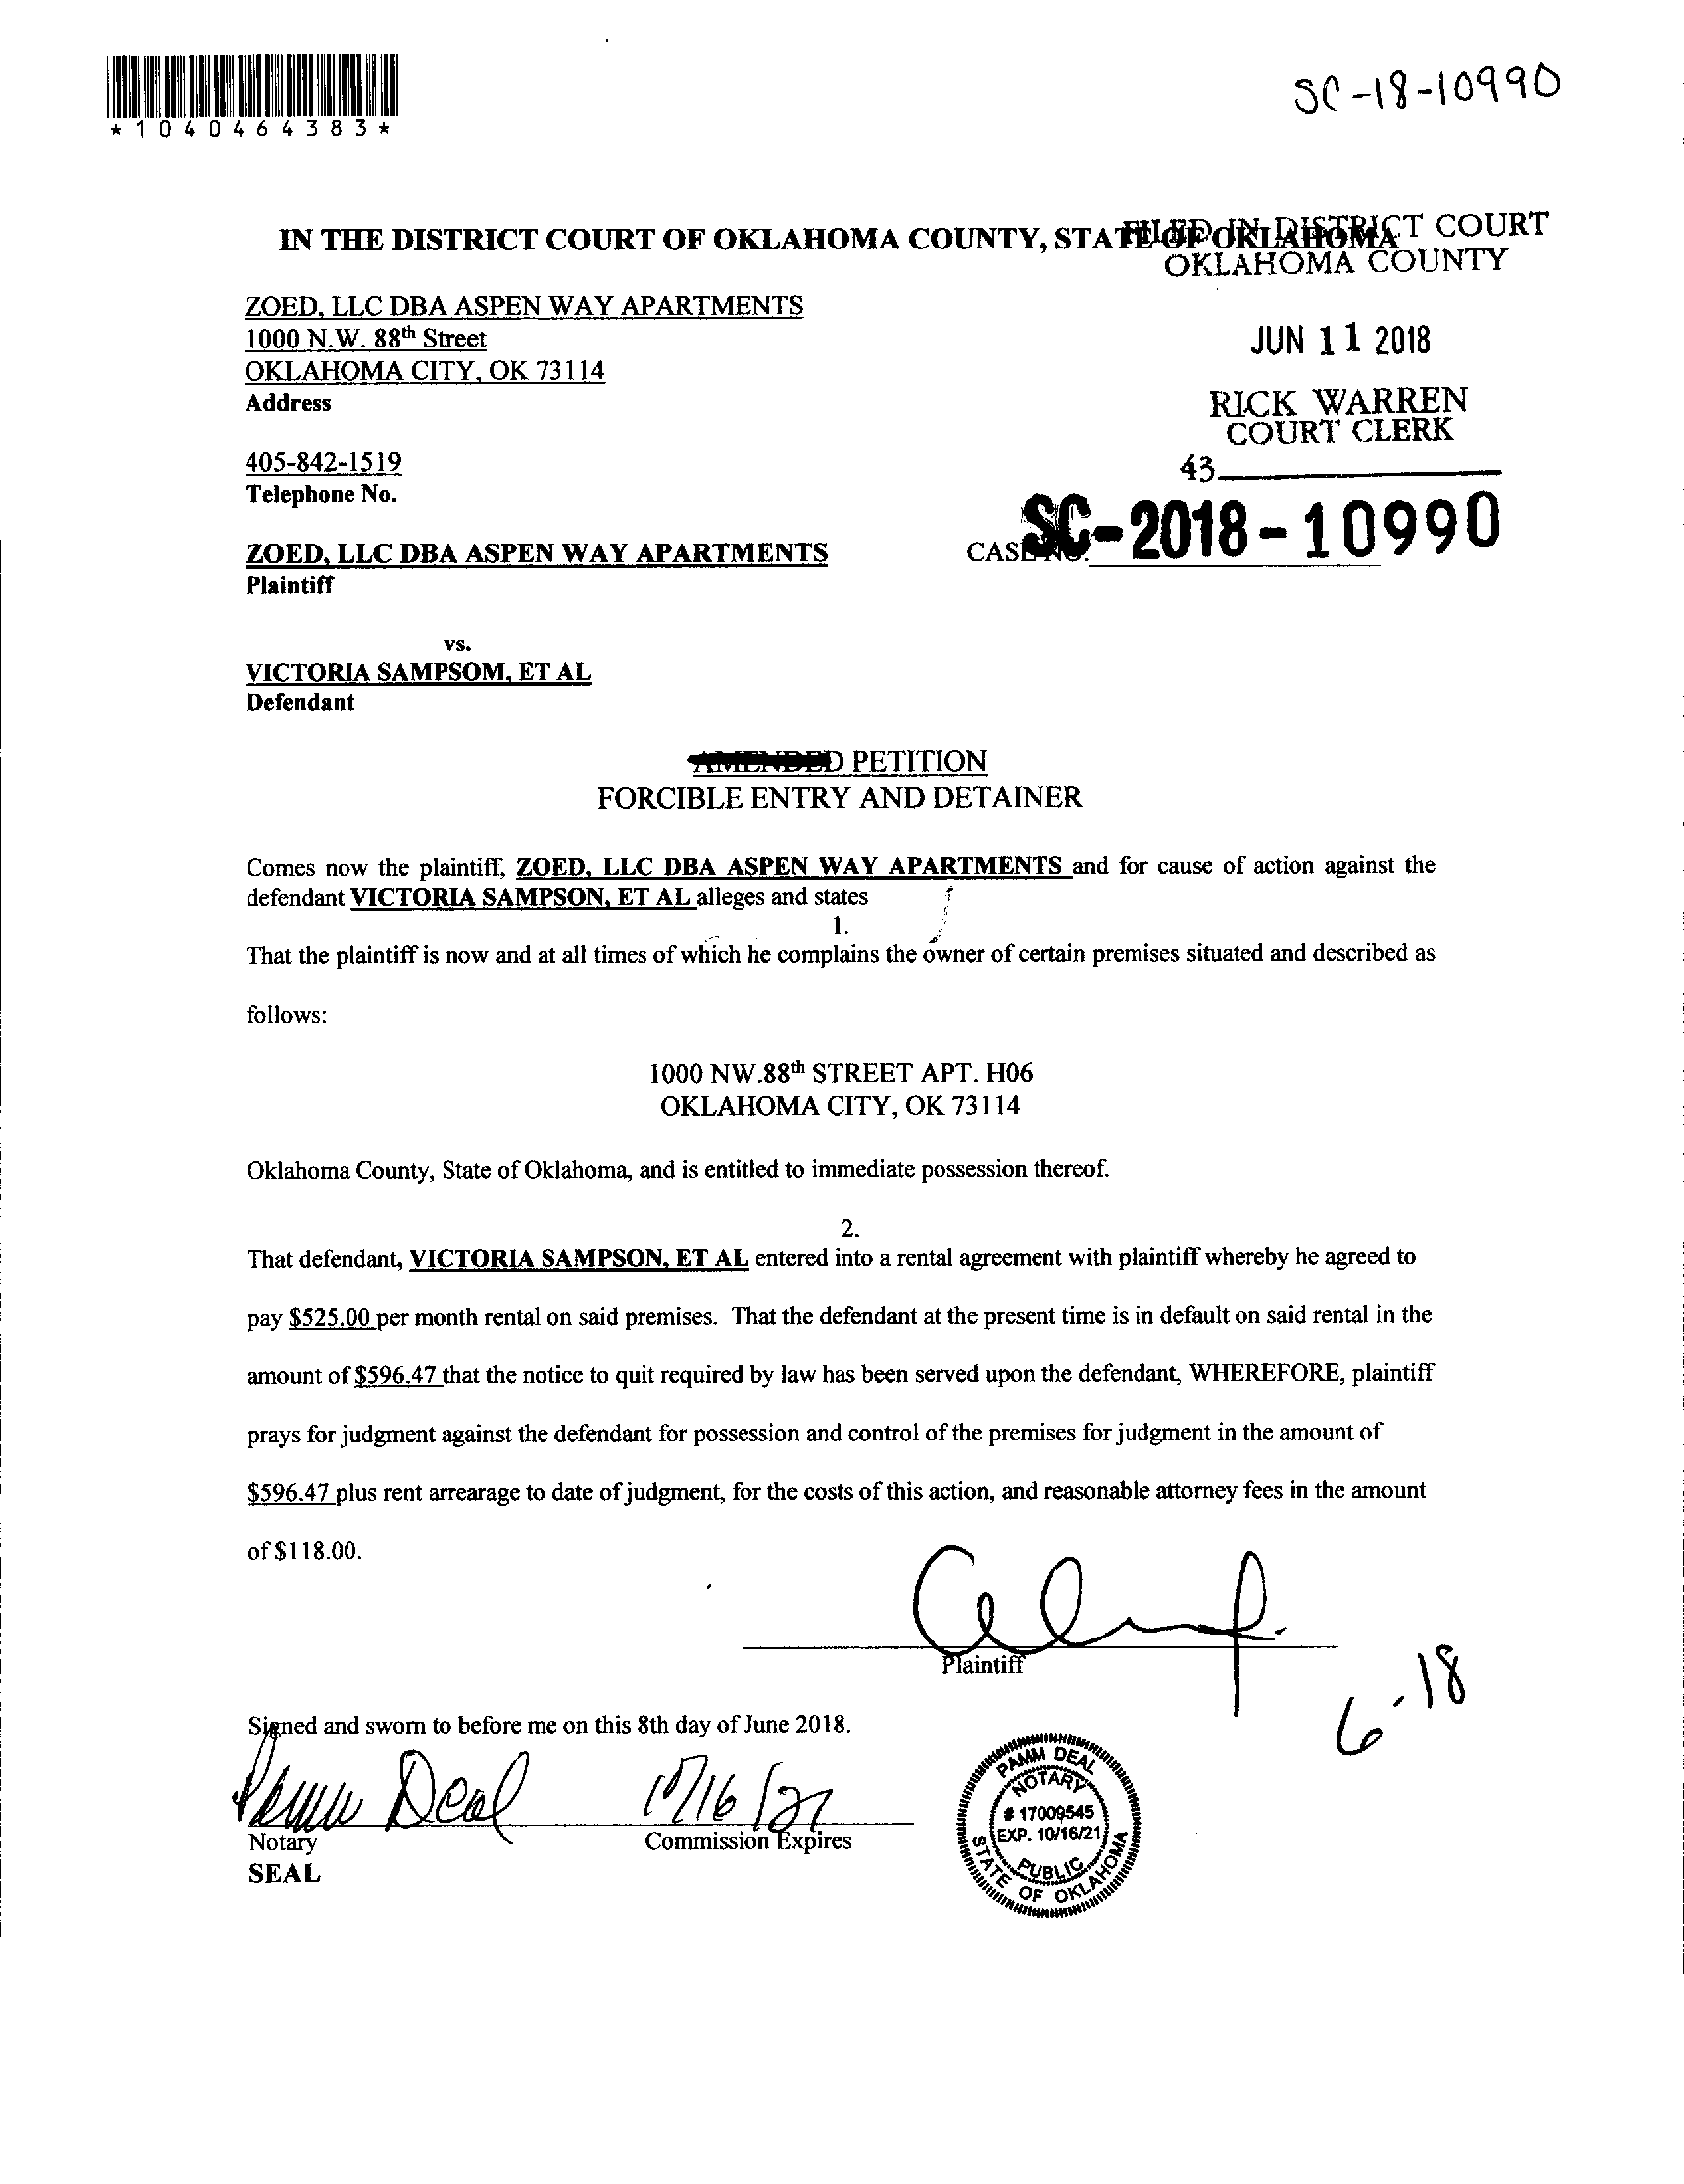 *1040464383*
SC-18-10990
IN THE DISTRICT COURT OF OKLAHOMA COUNTY, STATE OF OKLAHOMA
FILED IN DISTRICT COURT
OKLAHOMA COUNTY
ZOED, LLC DBA ASPEN WAY APARTMENTS
1000 N.W. 88th Street
JUN 11 2018
OKLAHOMA CITY, OK 73114
Address
RICK WARREN
COURT CLERK
405-842-1519
43
Telephone No.
SC-2018-10990
ZOED, LLC DBA ASPEN WAY APARTMENTS
CASE NO.
Plaintiff
vs.
VICTORIA SAMPSOM, ET AL
Defendant
AMENDED PETITION
FORCIBLE ENTRY AND DETAINER
Comes now the plaintiff, ZOED, LLC DBA ASPEN WAY APARTMENTS and for cause of action against the
defendant VICTORIA SAMPSON, ET AL alleges and states
1.
That the plaintiff is now and at all times of which he complains the owner of certain premises situated and described as
follows:
1000 NW.88th STREET APT. H06
OKLAHOMA CITY, OK 73114
Oklahoma County, State of Oklahoma, and is entitled to immediate possession thereof.
2.
That defendant, VICTORIA SAMPSON, ET AL entered into a rental agreement with plaintiff whereby he agreed to
pay $525.00 per month rental on said premises. That the defendant at the present time is in default on said rental in the
amount of $596.47 that the notice to quit required by law has been served upon the defendant, WHEREFORE, plaintiff
prays for judgment against the defendant for possession and control of the premises for judgment in the amount of
$596.47 plus rent arrearage to date of judgment, for the costs of this action, and reasonable attorney fees in the amount
of $118.00.
Plaintiff
6-18
Signed and sworn to before me on this 8th day of June 2018.
Pamm Deal 10/16/21
Notary Commission Expires
SEAL
PAMM DEAL
NOTARY
# 17009545
EXP. 10/16/21
PUBLIC
STATE OF OKLAHOMA